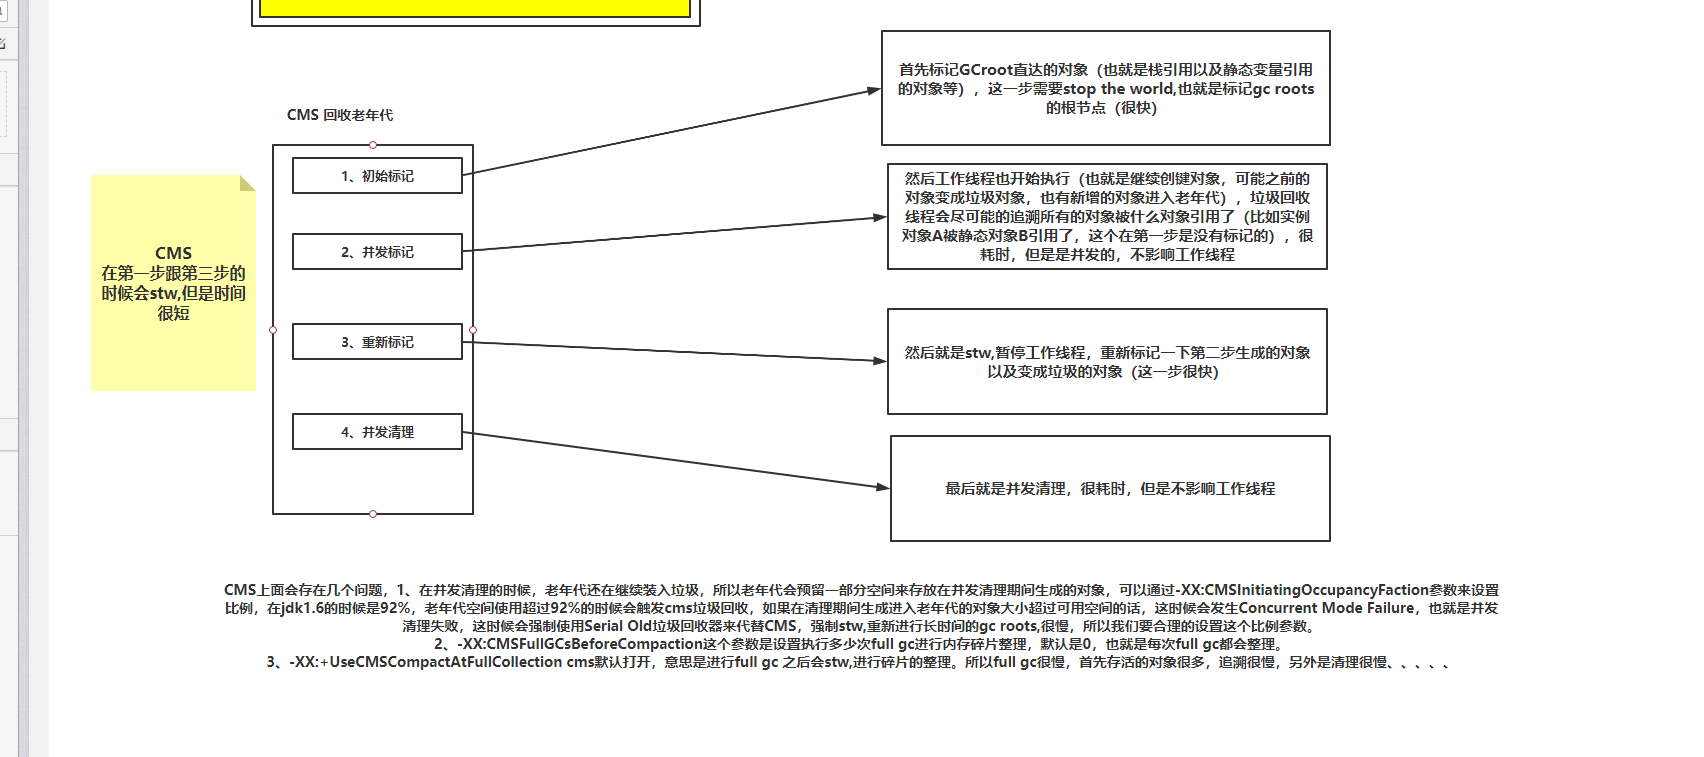 首先标记GCroot直达的对象（也就是栈引用以及静态变量引用
的对象等），这一步需要stop the world,也就是标记gc roots
的根节点（很快）
CMS 回收老年代
1、初始标记
然后工作线程也开始执行（也就是继续创键对象，可能之前的
对象变成垃圾对象，也有新增的对象进入老年代），垃圾回收
线程会尽可能的追溯所有的对象被什么对象引用了（比如实例
对象A被静态对象B引用了，这个在第一步是没有标记的），很
耗时，但是是并发的，不影响工作线程
2、并发标记
CMS
在第一步跟第三步的
时候会stw,但是时间
很短
3、重新标记
然后就是stw,暂停工作线程，重新标记一下第二步生成的对象
以及变成垃圾的对象（这一步很快）
4、并发清理
最后就是并发清理，很耗时，但是不影响工作线程
CMS上面会存在几个问题，1、在并发清理的时候，老年代还在继续装入垃圾，所以老年代会预留一部分空间来存放在并发清理期间生成的对象，可以通过-XX:CMSInitiatingOccupancyFaction参数来设置
比例，在jdk1.6的时候是92%，老年代空间使用超过92%的时候会触发cms垃圾回收，如果在清理期间生成进入老年代的对象大小超过可用空间的话，这时候会发生Concurrent Mode Failure，也就是并发
清理失败，这时候会强制使用Serial Old垃圾回收器来代替CMS，强制stw,重新进行长时间的gc roots,很慢，所以我们要合理的设置这个比例参数。
2、-XX:CMSFullGCsBeforeCompaction这个参数是设置执行多少次full gc进行内存碎片整理，默认是0，也就是每次full gc都会整理。
3、-XX:+UseCMSCompactAtFullCollection cms默认打开，意思是进行full gc 之后会stw,进行碎片的整理。所以full gc很慢，首先存活的对象很多，追溯很慢，另外是清理很慢、、、、、